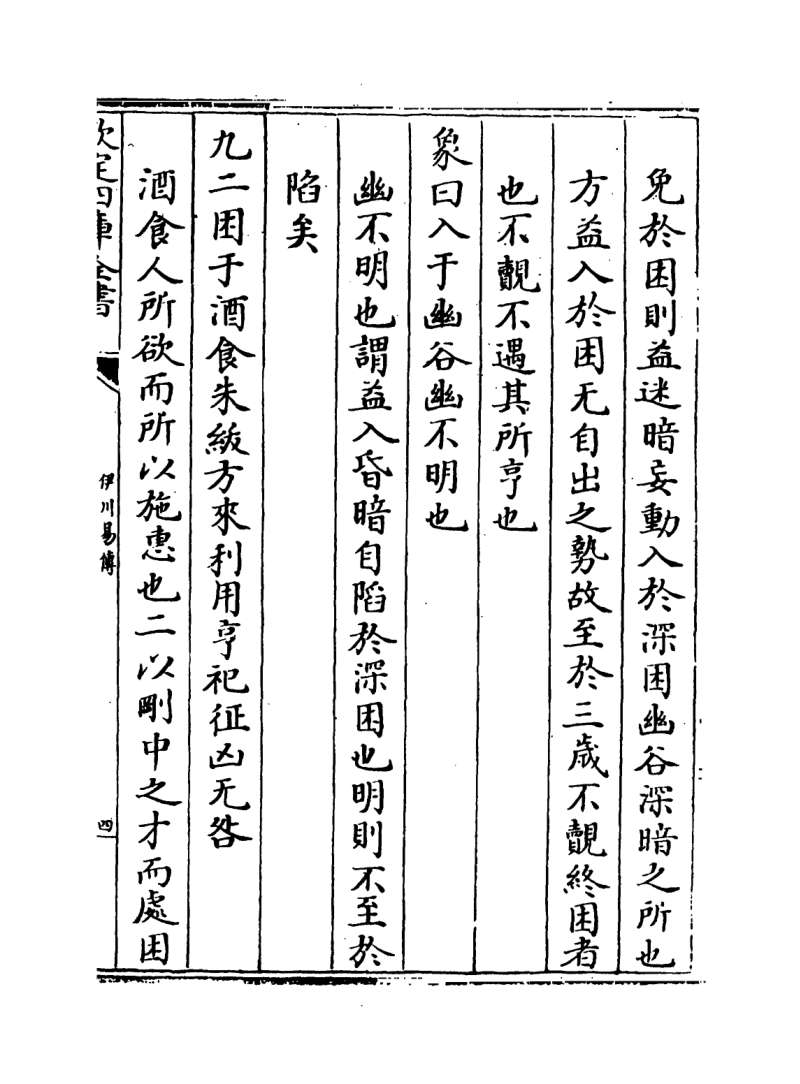 免於困則益迷暗妄動入於深困幽谷深暗之所也
方益入於困无自出之勢故至於三歲不覿終困者
也不覿不遇其所亨也
象曰入于幽谷幽不明也
幽不明也謂益入昏暗自陷於深困也明則不至於
陷矣
九二困于酒食朱紱方來利用亨祀征凶无咎
酒食人所欲而所以施惠也二以剛中之才而處困
欽定四庫全書
伊川易傳
四